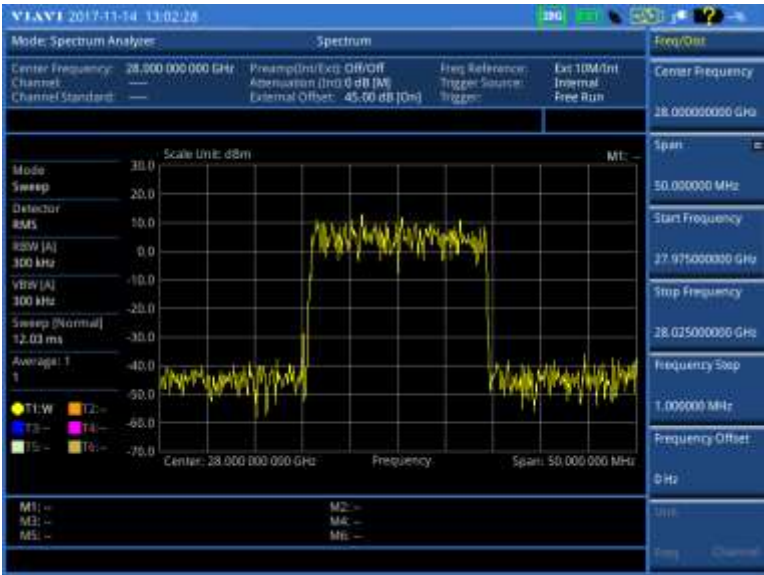 VIAVI 2017-11-14 13:02:28
Mode: Spectrum Analyzer Spectrum Freq/Dist
Center Frequency: 28.000 000 000 GHz Preamp(Int/Ext): Off/Off Freq Reference: Ext 10M/Int
Channel: ---- Attenuation (Int): 0 dB [M] Trigger Source: Internal
Channel Standard: ---- External Offset: 45.00 dB [On] Trigger: Free Run
Center Frequency
28.000000000 GHz
Span
50.000000 MHz
Start Frequency
27.975000000 GHz
Stop Frequency
28.025000000 GHz
Frequency Step
1.000000 MHz
Frequency Offset
0 Hz
Unit
Freq Channel
Scale Unit: dBm M1: --
Mode
Sweep
Detector
RMS
RBW [A]
300 kHz
VBW [A]
300 kHz
Sweep [Normal]
12.03 ms
Average: 1
1
T1:W T2:--
T3:-- T4:--
T5:-- T6:--
30.0
20.0
10.0
0.0
-10.0
-20.0
-30.0
-40.0
-50.0
-60.0
-70.0
Center: 28.000 000 000 GHz Frequency Span: 50.000 000 MHz
M1: -- M2: --
M3: -- M4: --
M5: -- M6: --